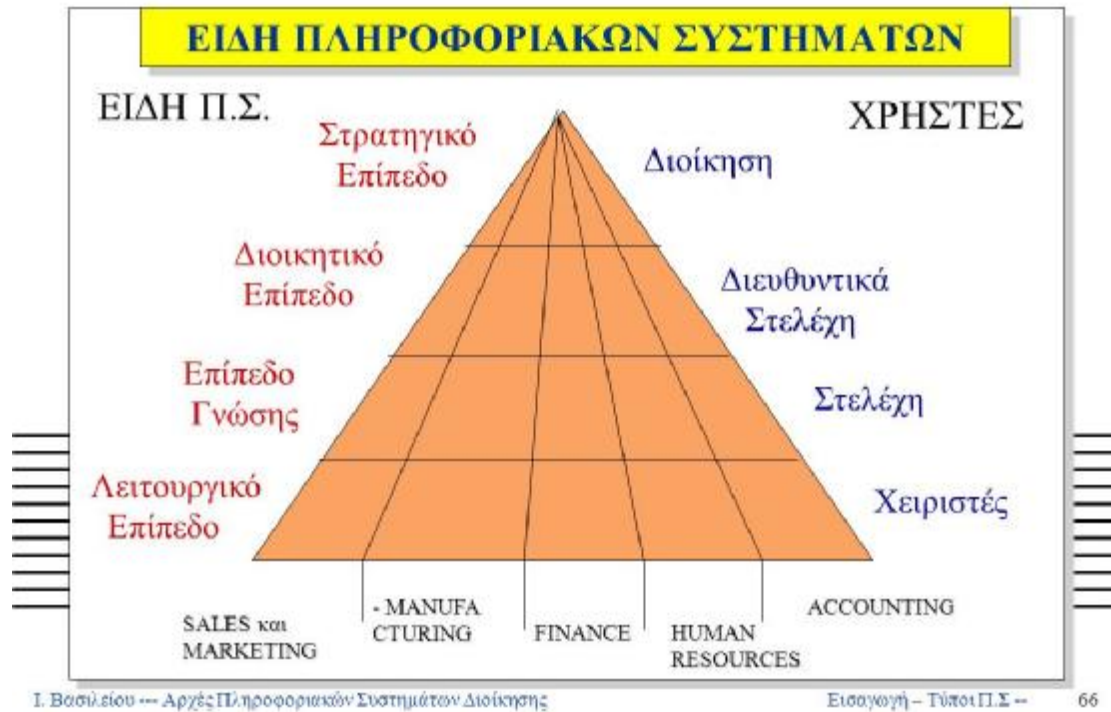 ΕΙΔΗ ΠΛΗΡΟΦΟΡΙΑΚΩΝ ΣΥΣΤΗΜΑΤΩΝ
ΕΙΔΗ Π.Σ.
ΧΡΗΣΤΕΣ
Στρατηγικό
Επίπεδο
Διοίκηση
Διοικητικό
Επίπεδο
Διευθυντικά
Στελέχη
Επίπεδο
Γνώσης
Στελέχη
Λειτουργικό
Επίπεδο
Χειριστές
SALES και
MARKETING
- MANUFA
CTURING
FINANCE
HUMAN
RESOURCES
ACCOUNTING
Ι. Βασιλείου --- Αρχές Πληροφοριακών Συστημάτων Διοίκησης
Εισαγωγή – Τύποι Π.Σ --
66